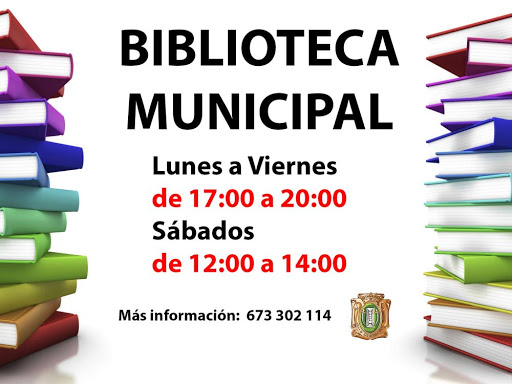 BIBLIOTECA
MUNICIPAL
Lunes a Viernes
de 17:00 a 20:00
Sábados
de 12:00 a 14:00
Más información: 673 302 114